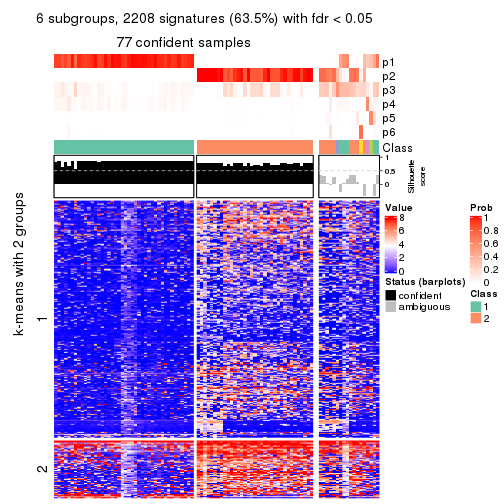 6 subgroups, 2208 signatures (63.5%) with fdr < 0.05
77 confident samples
p1
p2
p3
p4
p5
p6
Class
1
0.5
0
Silhouette
score
k-means with 2 groups
1
2
Value
8
6
4
2
0
Prob
1
0.8
0.6
0.4
0.2
0
Status (barplots)
confident
ambiguous
Class
1
2